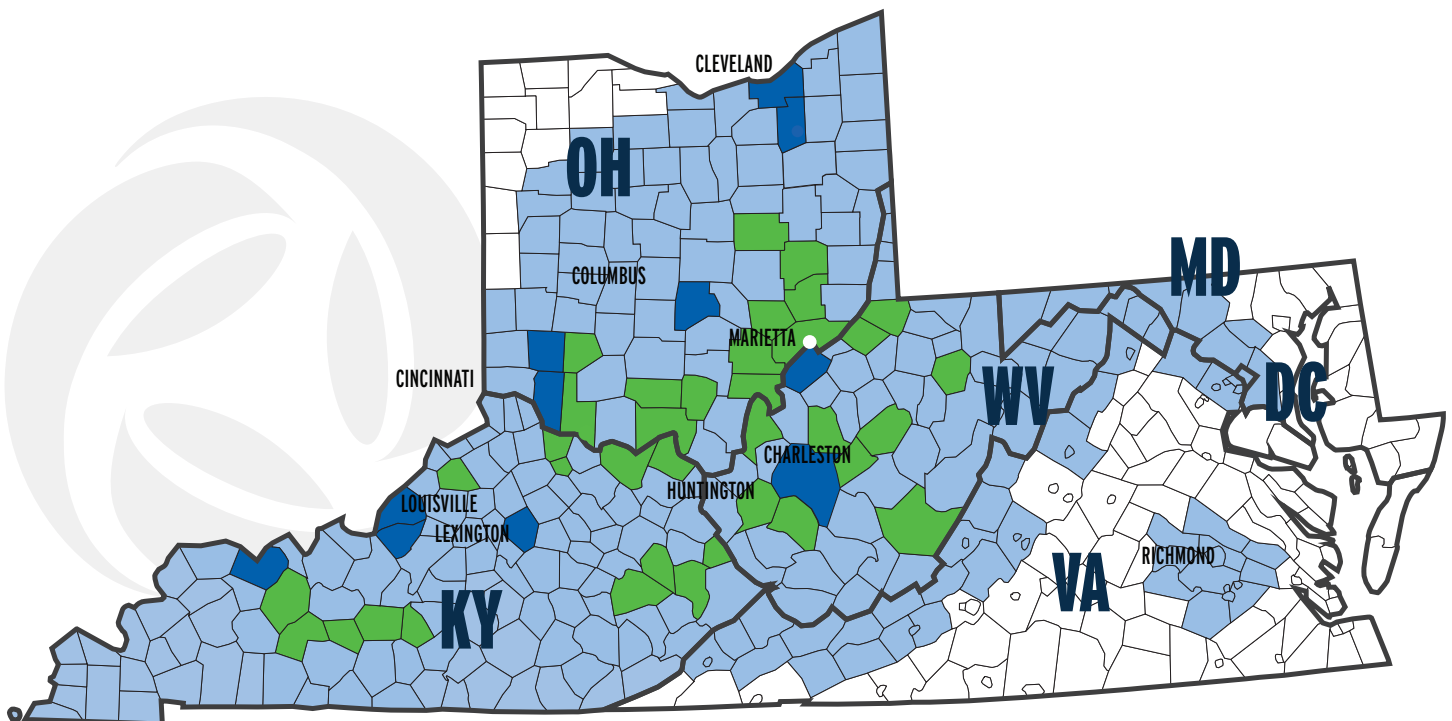 CLEVELAND
OH
MD
COLUMBUS
MARIETTA
CINCINNATI
WV
DC
CHARLESTON
HUNTINGTON
LOUISVILLE
LEXINGTON
RICHMOND
VA
KY